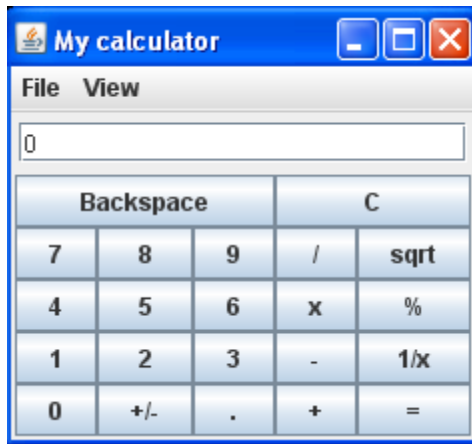 My calculator
File View
0
Backspace C
7 8 9 / sqrt
4 5 6 x %
1 2 3 - 1/x
0 +/- . + =